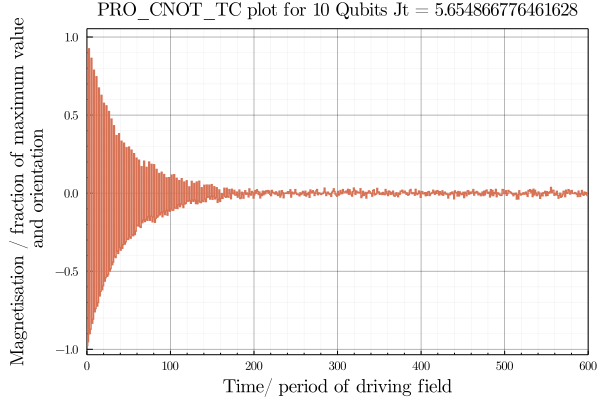 PRO_CNOT_TC plot for 10 Qubits Jt = 5.654866776461628
Magnetisation / fraction of maximum value
and orientation
1.0
0.5
0.0
−0.5
−1.0
0 100 200 300 400 500 600
Time/ period of driving field